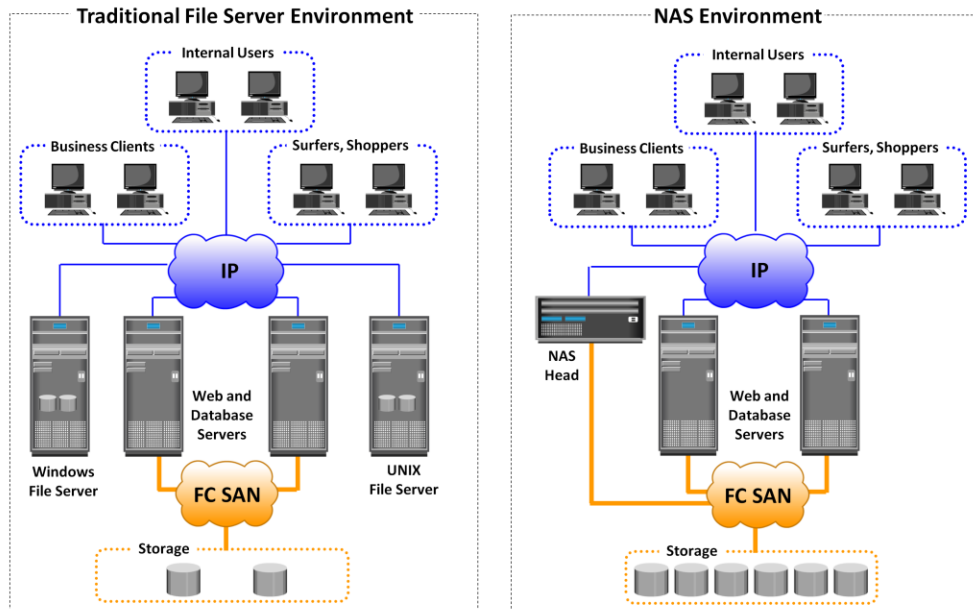 Traditional File Server Environment
Internal Users
Business Clients
Surfers, Shoppers
IP
Web and
Database
Servers
Windows
File Server
UNIX
File Server
FC SAN
Storage
NAS Environment
Internal Users
Business Clients
Surfers, Shoppers
IP
NAS
Head
Web and
Database
Servers
FC SAN
Storage